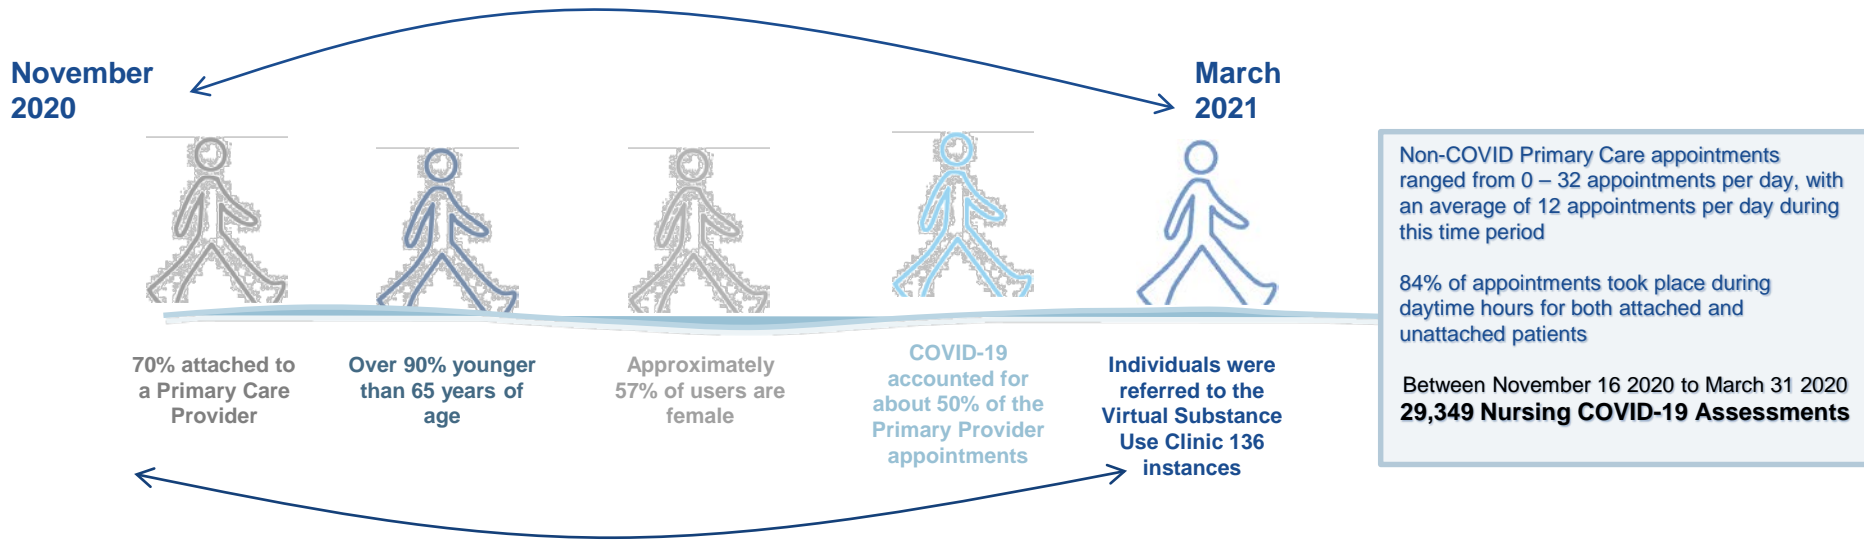 November
2020
March
2021
70% attached to
a Primary Care
Provider
Over 90% younger
than 65 years of
age
Approximately
57% of users are
female
COVID-19
accounted for
about 50% of the
Primary Provider
appointments
Individuals were
referred to the
Virtual Substance
Use Clinic 136
instances
Non-COVID Primary Care appointments
ranged from 0 – 32 appointments per day, with
an average of 12 appointments per day during
this time period
84% of appointments took place during
daytime hours for both attached and
unattached patients
Between November 16 2020 to March 31 2020
29,349 Nursing COVID-19 Assessments